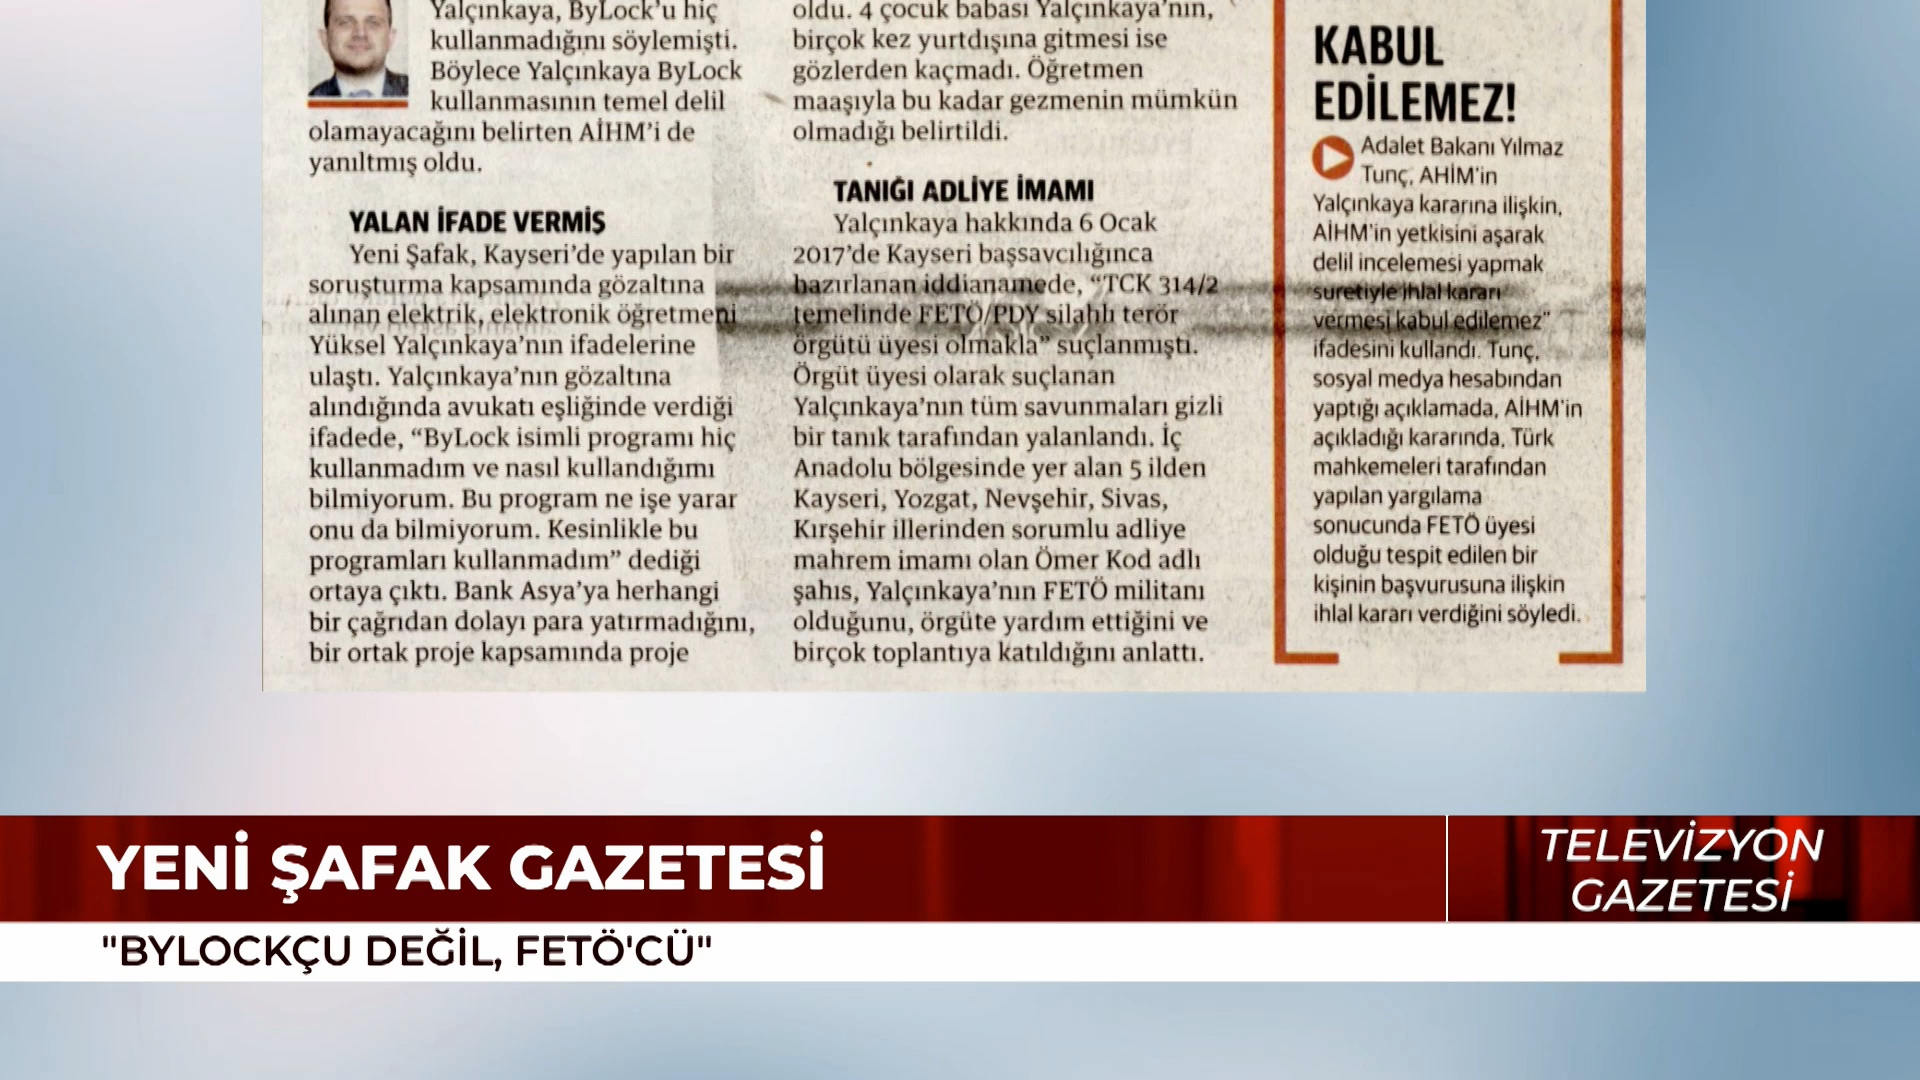 Yalçınkaya, ByLock’u hiç
kullanmadığını söylemişti.
Böylece Yalçınkaya ByLock
kullanmasının temel delil
olamayacağını belirten AİHM’i de
yanıltmış oldu.
YALAN İFADE VERMİŞ
Yeni Şafak, Kayseri’de yapılan bir
soruşturma kapsamında gözaltına
alınan elektrik, elektronik öğretmeni
Yüksel Yalçınkaya’nın ifadelerine
ulaştı. Yalçınkaya’nın gözaltına
alındığında avukatı eşliğinde verdiği
ifadede, “ByLock isimli programı hiç
kullanmadım ve nasıl kullandığımı
bilmiyorum. Bu program ne işe yarar
onu da bilmiyorum. Kesinlikle bu
programları kullanmadım” dediği
ortaya çıktı. Bank Asya’ya herhangi
bir çağrıdan dolayı para yatırmadığını,
bir ortak proje kapsamında proje
oldu. 4 çocuk babası Yalçınkaya’nın,
birçok kez yurtdışına gitmesi ise
gözlerden kaçmadı. Öğretmen
maaşıyla bu kadar gezmenin mümkün
olmadığı belirtildi.
TANIĞI ADLİYE İMAMI
Yalçınkaya hakkında 6 Ocak
2017’de Kayseri başsavcılığınca
hazırlanan iddianamede, “TCK 314/2
temelinde FETÖ/PDY silahlı terör
örgütü üyesi olmakla” suçlanmıştı.
Örgüt üyesi olarak suçlanan
Yalçınkaya’nın tüm savunmaları gizli
bir tanık tarafından yalanlandı. İç
Anadolu bölgesinde yer alan 5 ilden
Kayseri, Yozgat, Nevşehir, Sivas,
Kırşehir illerinden sorumlu adliye
mahrem imamı olan Ömer Kod adlı
şahıs, Yalçınkaya’nın FETÖ militanı
olduğunu, örgüte yardım ettiğini ve
birçok toplantıya katıldığını anlattı.
KABUL
EDİLEMEZ!
Adalet Bakanı Yılmaz
Tunç, AHİM'in
Yalçınkaya kararına ilişkin,
AİHM'in yetkisini aşarak
delil incelemesi yapmak
suretiyle ihlal kararı
vermesi kabul edilemez"
ifadesini kullandı. Tunç,
sosyal medya hesabından
yaptığı açıklamada, AİHM'in
açıkladığı kararında, Türk
mahkemeleri tarafından
yapılan yargılama
sonucunda FETÖ üyesi
olduğu tespit edilen bir
kişinin başvurusuna ilişkin
ihlal kararı verdiğini söyledi.
YENİ ŞAFAK GAZETESİ
TELEVİZYON
GAZETESİ
"BYLOCKÇU DEĞİL, FETÖ'CÜ"